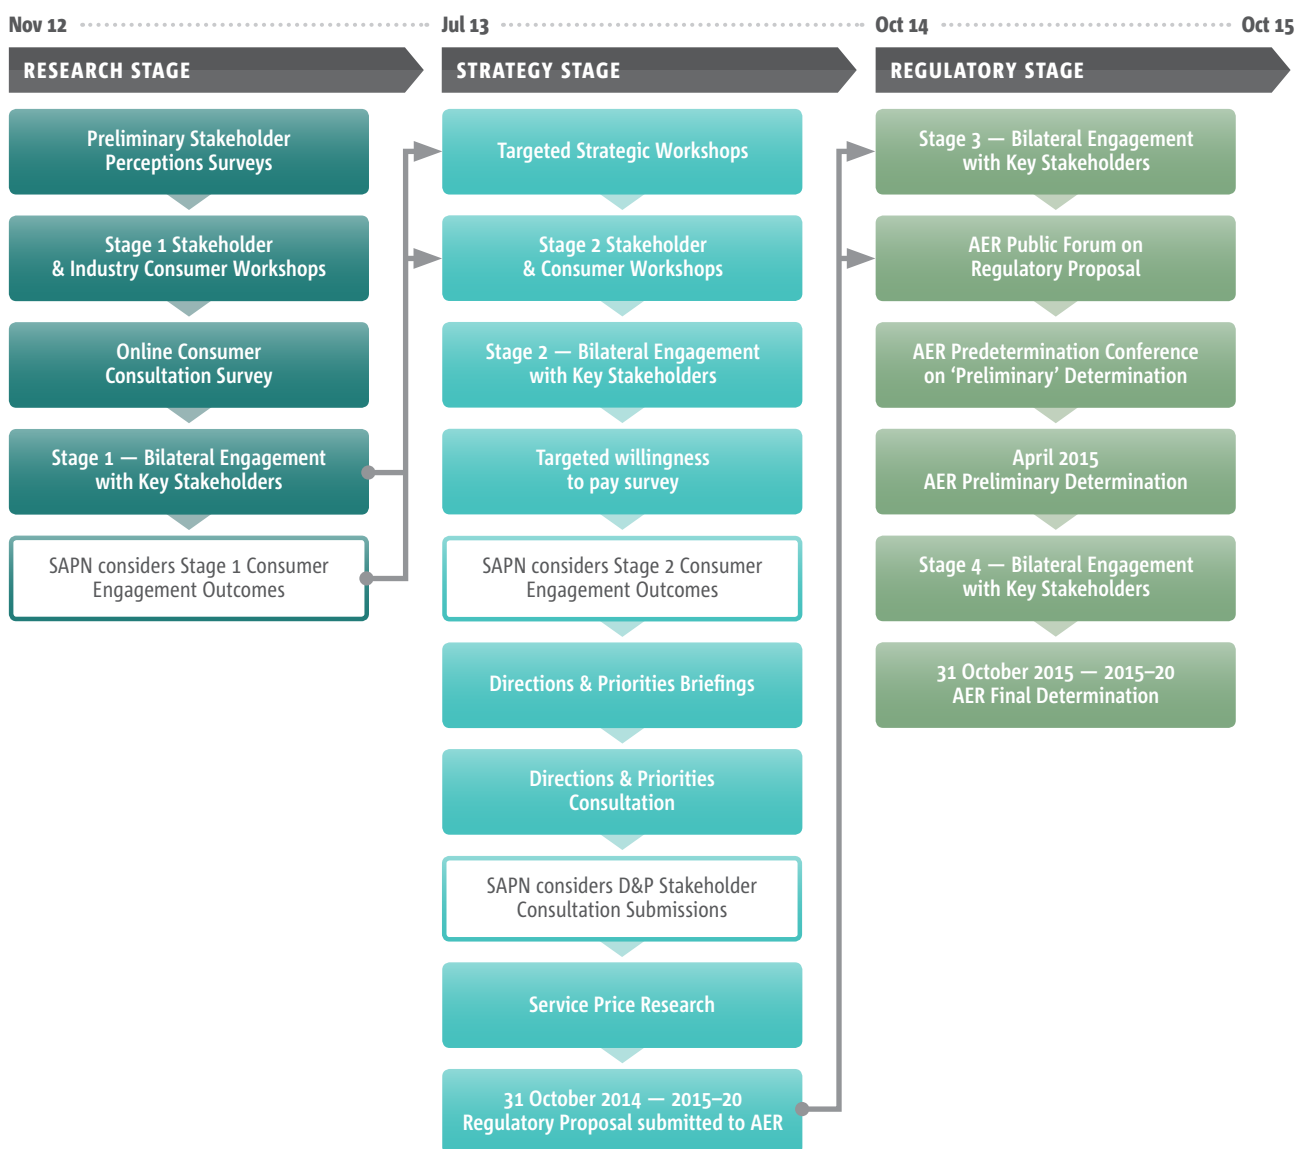 Nov 12
Jul 13
Oct 14
Oct 15
RESEARCH STAGE
STRATEGY STAGE
REGULATORY STAGE
Preliminary Stakeholder
Perceptions Surveys
Stage 1 Stakeholder
& Industry Consumer Workshops
Online Consumer
Consultation Survey
Stage 1 — Bilateral Engagement
with Key Stakeholders
SAPN considers Stage 1 Consumer
Engagement Outcomes
Targeted Strategic Workshops
Stage 2 Stakeholder
& Consumer Workshops
Stage 2 — Bilateral Engagement
with Key Stakeholders
Targeted willingness
to pay survey
SAPN considers Stage 2 Consumer
Engagement Outcomes
Directions & Priorities Briefings
Directions & Priorities
Consultation
SAPN considers D&P Stakeholder
Consultation Submissions
Service Price Research
31 October 2014 — 2015–20
Regulatory Proposal submitted to AER
Stage 3 — Bilateral Engagement
with Key Stakeholders
AER Public Forum on
Regulatory Proposal
AER Predetermination Conference
on ‘Preliminary’ Determination
April 2015
AER Preliminary Determination
Stage 4 — Bilateral Engagement
with Key Stakeholders
31 October 2015 — 2015–20
AER Final Determination